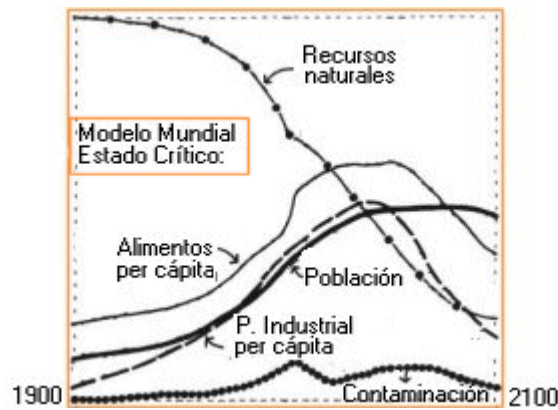 Recursos
naturales
Modelo Mundial
Estado Crítico:
Alimentos
per cápita
Población
P. Industrial
per cápita
Contaminación
1900
2100